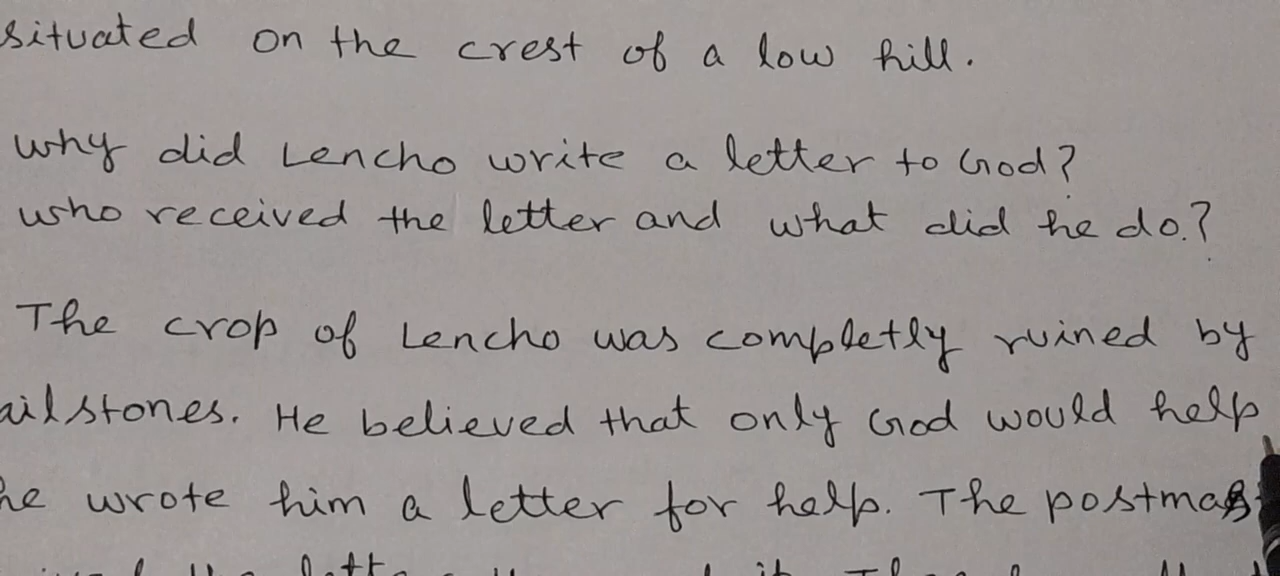 situated on the crest of a low hill.
why did Lencho write a letter to God?
who received the letter and what did he do.?
The crop of Lencho was completly ruined by
ailstones. He believed that only God would help
he wrote him a letter for help. The postmas